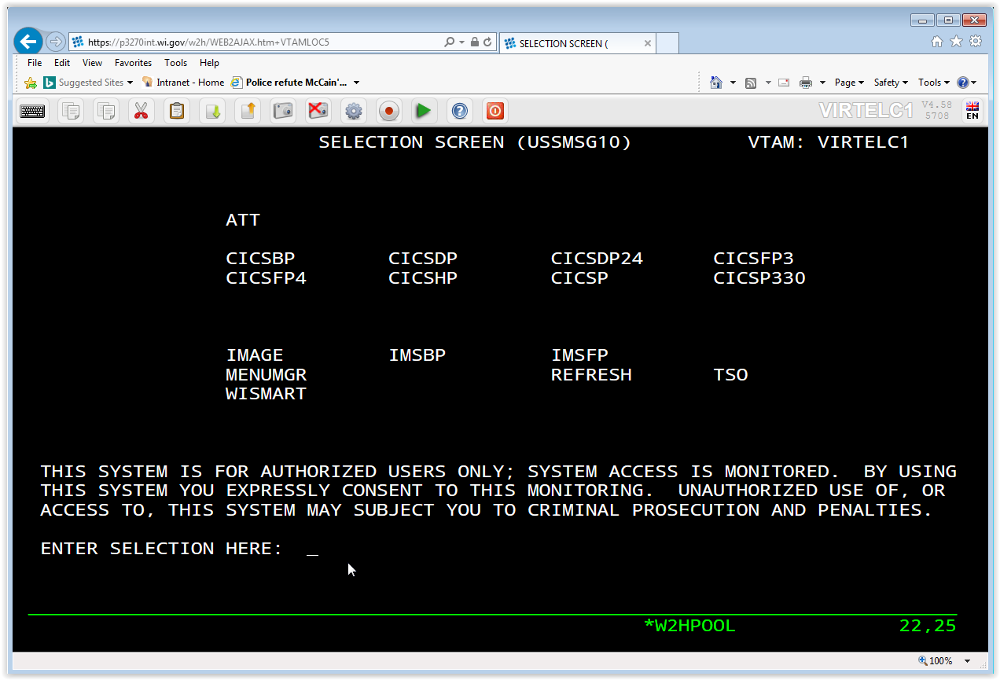 https://p3270int.wi.gov/w2h/WEB2AJAX.htm+VTAMLOC5
SELECTION SCREEN (
File Edit View Favorites Tools Help
Suggested Sites Intranet - Home Police refute McCain'... Page Safety Tools
VIRTELC1 V4.58 5708 EN
SELECTION SCREEN (USSMSG10) VTAM: VIRTELC1
ATT
CICSBP CICSDP CICSDP24 CICSFP3
CICSFP4 CICSHP CICSP CICSP330
IMAGE IMSBP IMSFP
MENUMGR REFRESH TSO
WISMART
THIS SYSTEM IS FOR AUTHORIZED USERS ONLY; SYSTEM ACCESS IS MONITORED. BY USING
THIS SYSTEM YOU EXPRESSLY CONSENT TO THIS MONITORING. UNAUTHORIZED USE OF, OR
ACCESS TO, THIS SYSTEM MAY SUBJECT YOU TO CRIMINAL PROSECUTION AND PENALTIES.
ENTER SELECTION HERE: _
*W2HPOOL 22,25
100%